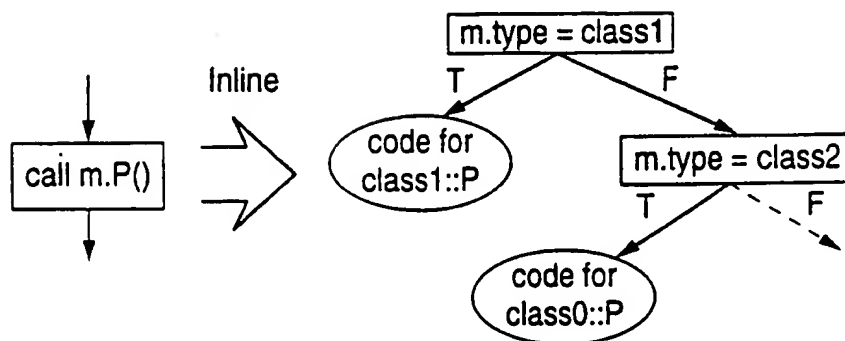 m.type = class1
Inline
T
F
call m.P()
code for
class1::P
m.type = class2
T
F
code for
class0::P